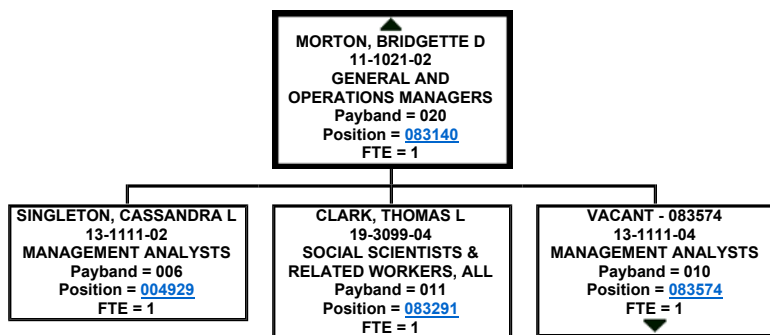 MORTON, BRIDGETTE D
11-1021-02
GENERAL AND
OPERATIONS MANAGERS
Payband = 020
Position = 083140
FTE = 1
SINGLETON, CASSANDRA L
13-1111-02
MANAGEMENT ANALYSTS
Payband = 006
Position = 004929
FTE = 1
CLARK, THOMAS L
19-3099-04
SOCIAL SCIENTISTS &
RELATED WORKERS, ALL
Payband = 011
Position = 083291
FTE = 1
VACANT - 083574
13-1111-04
MANAGEMENT ANALYSTS
Payband = 010
Position = 083574
FTE = 1